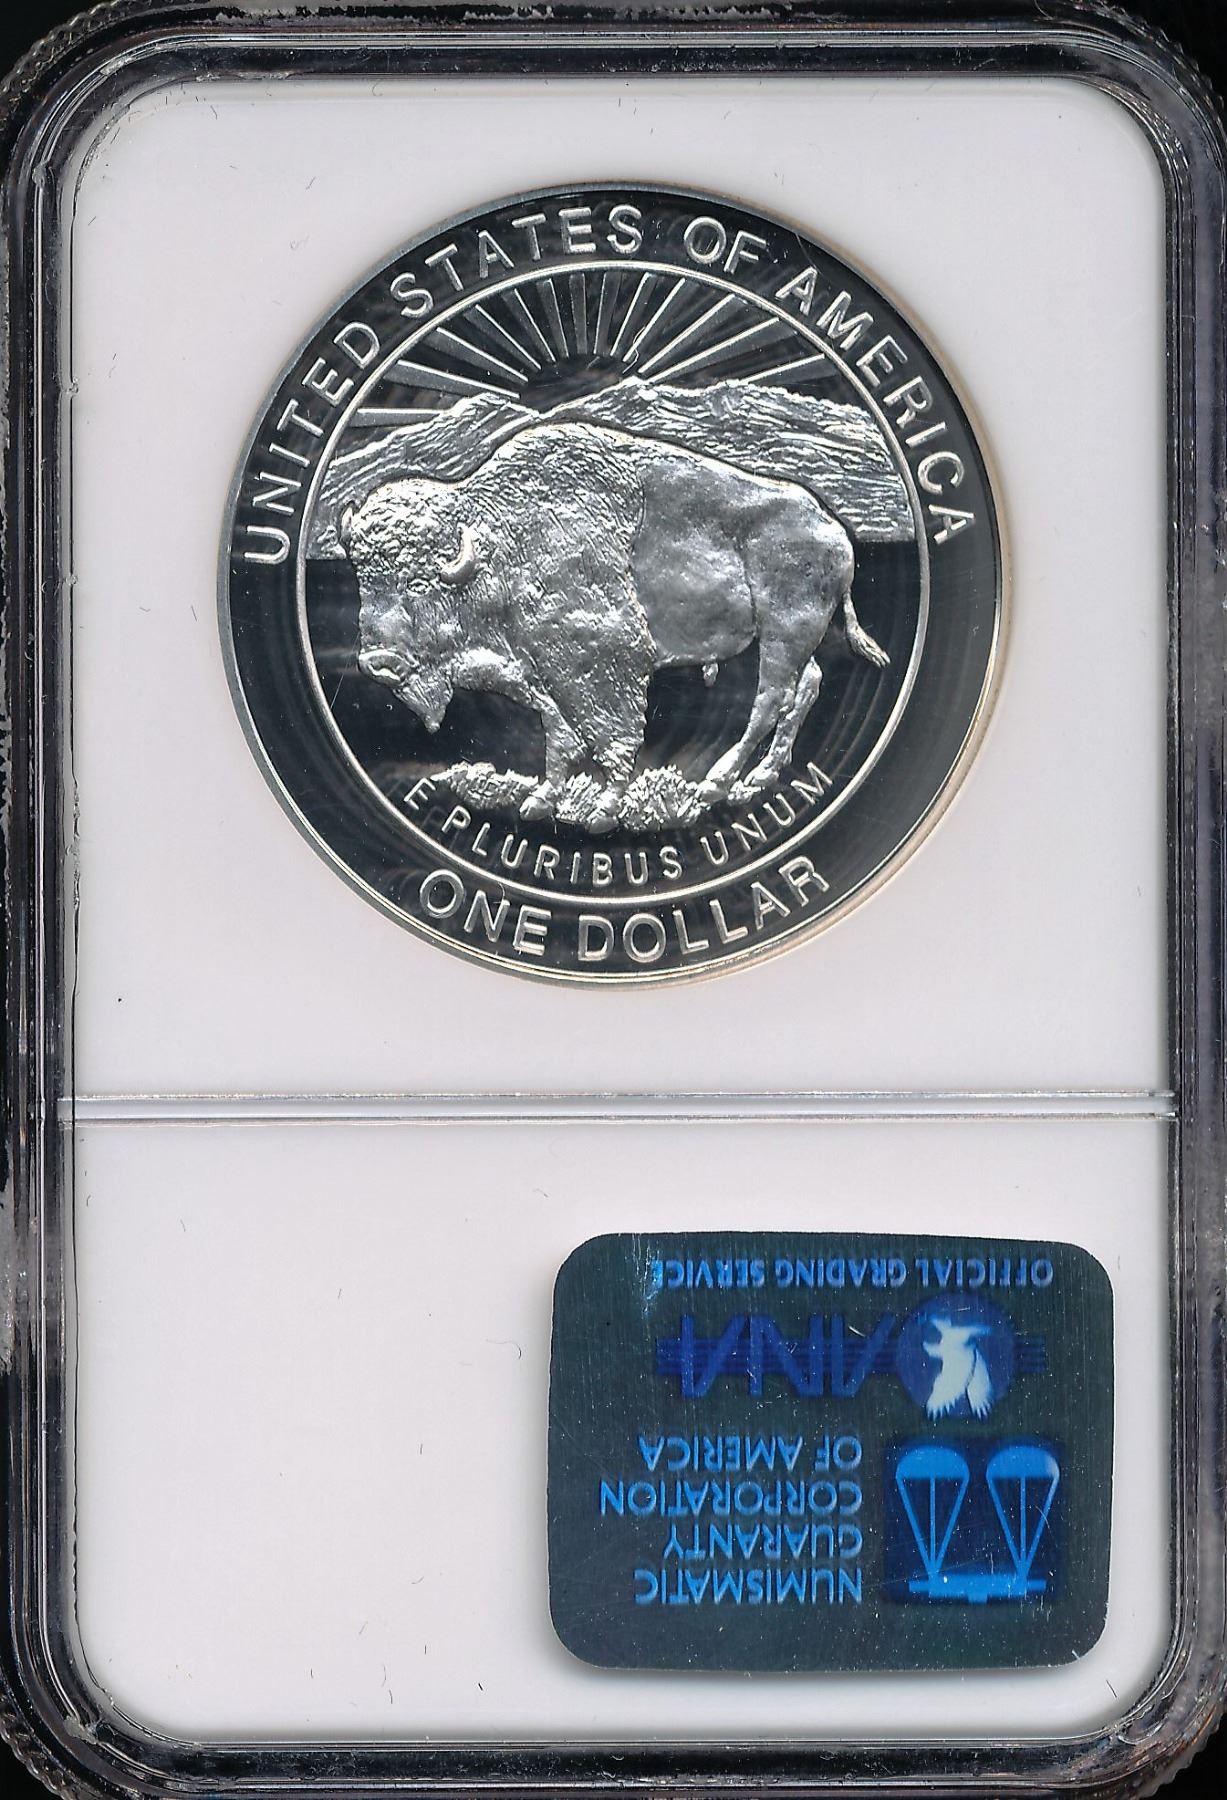 UNITED STATES OF AMERICA
E PLURIBUS UNUM
ONE DOLLAR
NUMISMATIC
GUARANTY
CORPORATION
OF AMERICA
ANA
OFFICIAL GRADING SERVICE